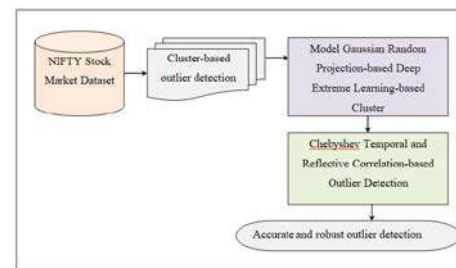 NIFTY Stock
Market Dataset
Cluster-based
outlier detection
Model Gaussian Random
Projection-based Deep
Extreme Learning-based
Cluster
Chebyshev Temporal and
Reflective Correlation-based
Outlier Detection
Accurate and robust outlier detection